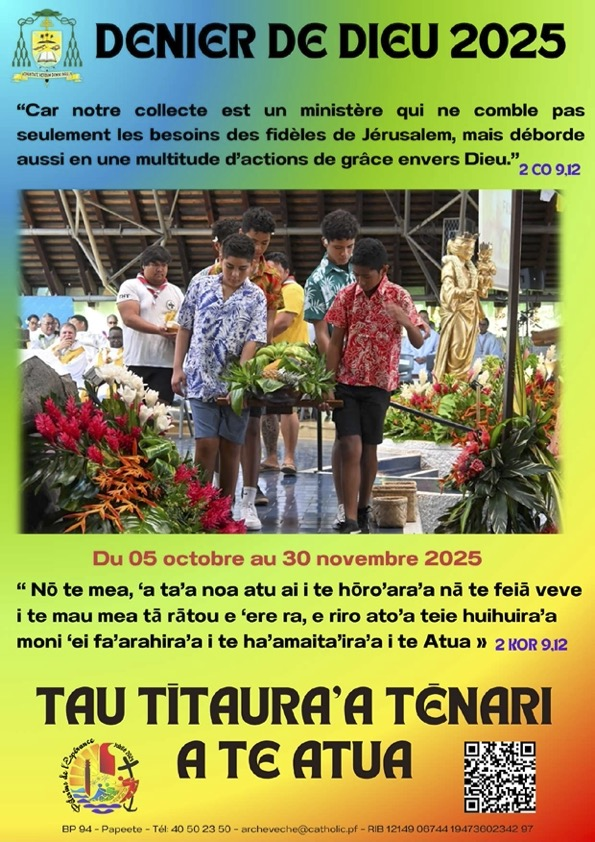 DENIER DE DIEU 2025
“Car notre collecte est un ministère qui ne comble pas
seulement les besoins des fidèles de Jérusalem, mais déborde
aussi en une multitude d’actions de grâce envers Dieu.”
2 CO 9,12
Du 05 octobre au 30 novembre 2025
“ Nō te mea, ‘a ta’a noa atu ai i te hōro’ara’a nā te feiā veve
i te mau mea tā rātou e ‘ere ra, e riro ato’a teie huihuira’a
moni ‘ei fa’arahira’a i te ha’amaita’ira’a i te Atua » 2 KOR 9,12
TAU TĪTAURA’A TĒNARI
A TE ATUA
Pèlerins de l'Espérance
BP 94 - Papeete - Tél: 40 50 23 50 - archeveche@catholic.pf - RIB 12149 06744 19473602342 97